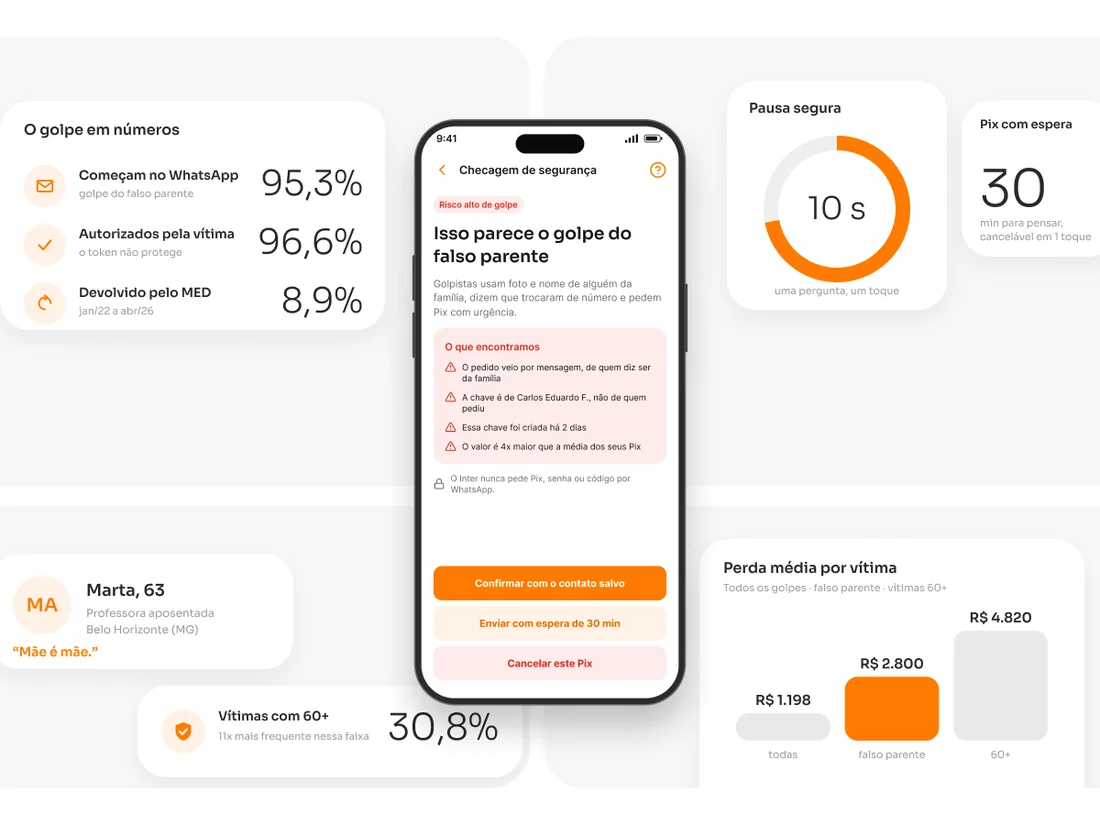 O golpe em números
Começam no WhatsApp
golpe do falso parente
95,3%
Autorizados pela vítima
o token não protege
96,6%
Devolvido pelo MED
jan/22 a abr/26
8,9%
9:41
Checagem de segurança
?
Risco alto de golpe
Isso parece o golpe do
falso parente
Golpistas usam foto e nome de alguém da
família, dizem que trocaram de número e pedem
Pix com urgência.
O que encontramos
O pedido veio por mensagem, de quem diz ser
da família
A chave é de Carlos Eduardo F., não de quem
pediu
Essa chave foi criada há 2 dias
O valor é 4x maior que a média dos seus Pix
O Inter nunca pede Pix, senha ou código por
WhatsApp.
Confirmar com o contato salvo
Enviar com espera de 30 min
Cancelar este Pix
Pausa segura
10 s
uma pergunta, um toque
Pix com espera
30
min para pensar,
cancelável em 1 toque
MA
Marta, 63
Professora aposentada
Belo Horizonte (MG)
“Mãe é mãe.”
Vítimas com 60+
11x mais frequente nessa faixa
30,8%
Perda média por vítima
Todos os golpes · falso parente · vítimas 60+
R$ 1.198
R$ 2.800
R$ 4.820
todas
falso parente
60+